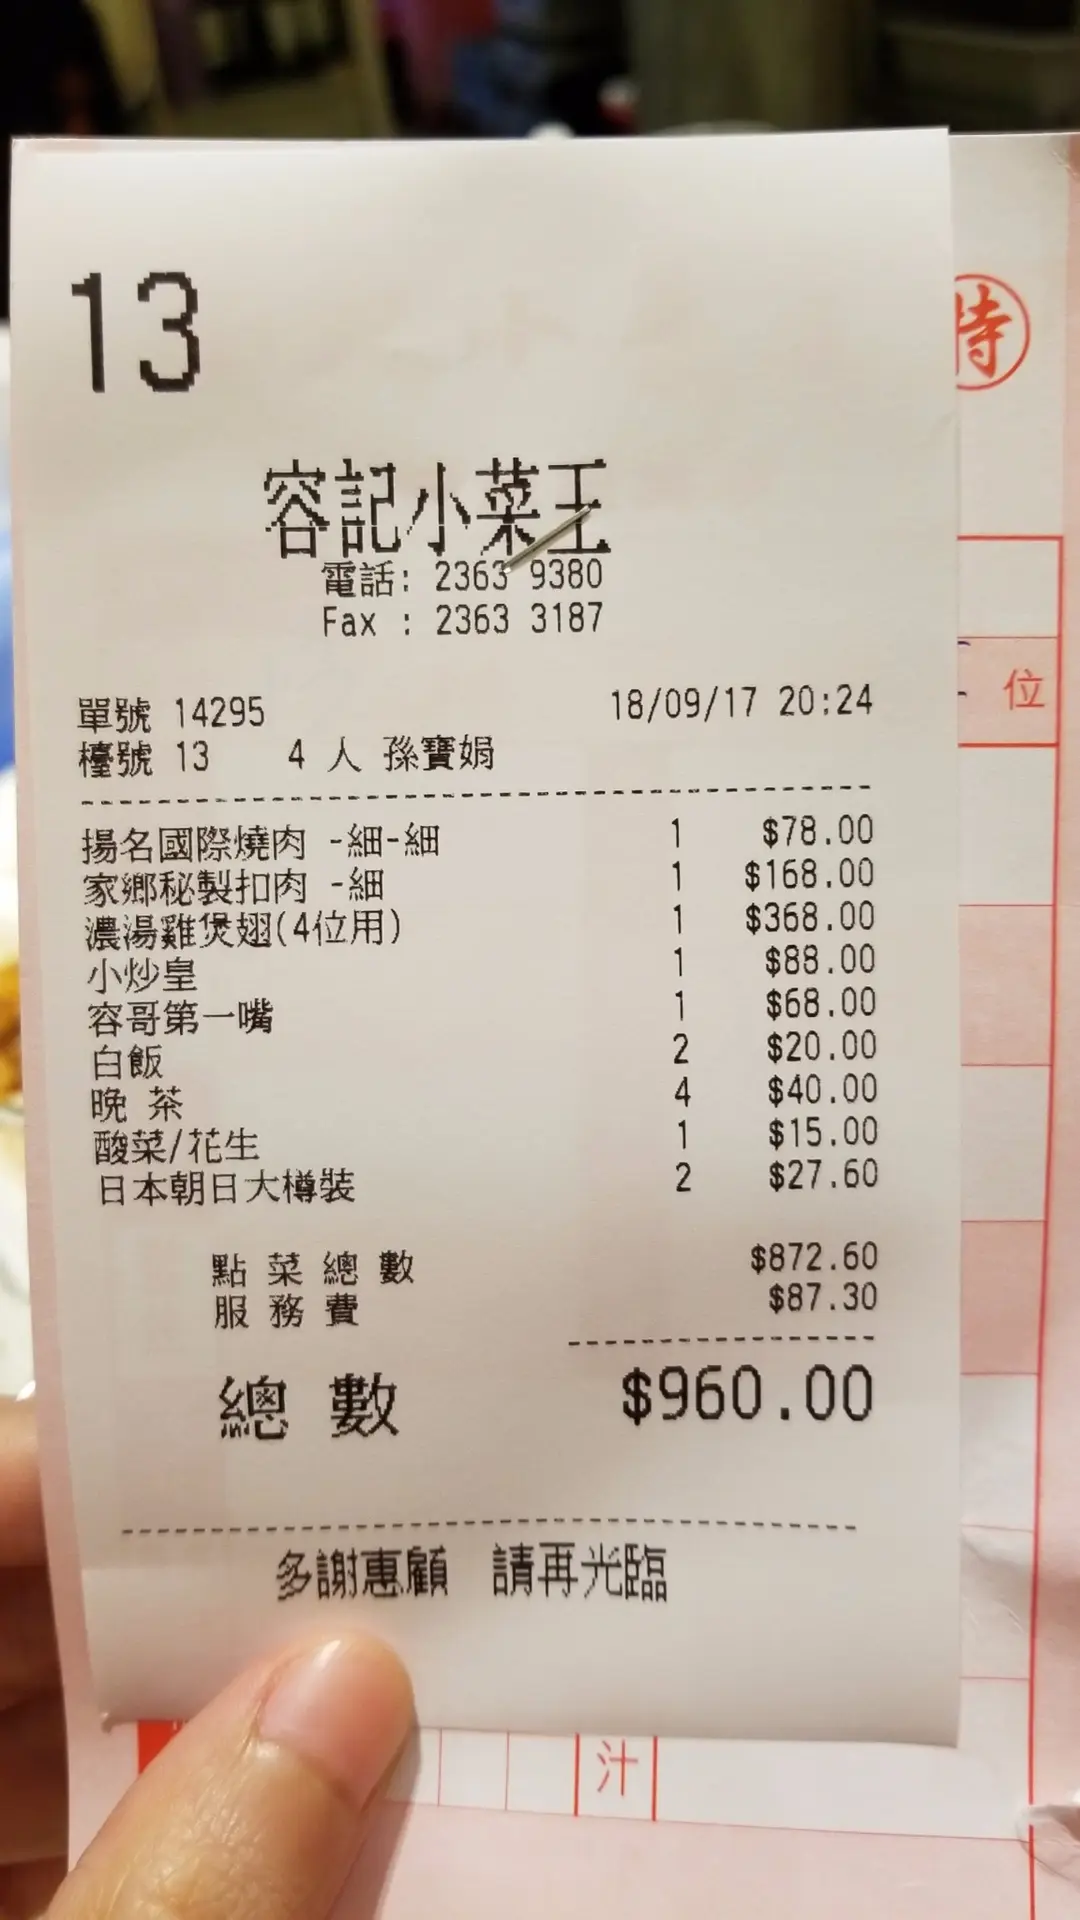 13
特
容記小菜王
電話: 2363 9380
Fax : 2363 3187
單號 14295 18/09/17 20:24
位
檯號 13 4 人 孫寶娟
揚名國際燒肉 -細-細 1 $78.00
家鄉秘製扣肉 -細 1 $168.00
濃湯雞煲翅(4位用) 1 $368.00
小炒皇 1 $88.00
容哥第一嘴 1 $68.00
白飯 2 $20.00
晚 茶 4 $40.00
酸菜/花生 1 $15.00
日本朝日大樽裝 2 $27.60
點 菜 總 數 $872.60
服 務 費 $87.30
總 數 $960.00
多謝惠顧 請再光臨
汁